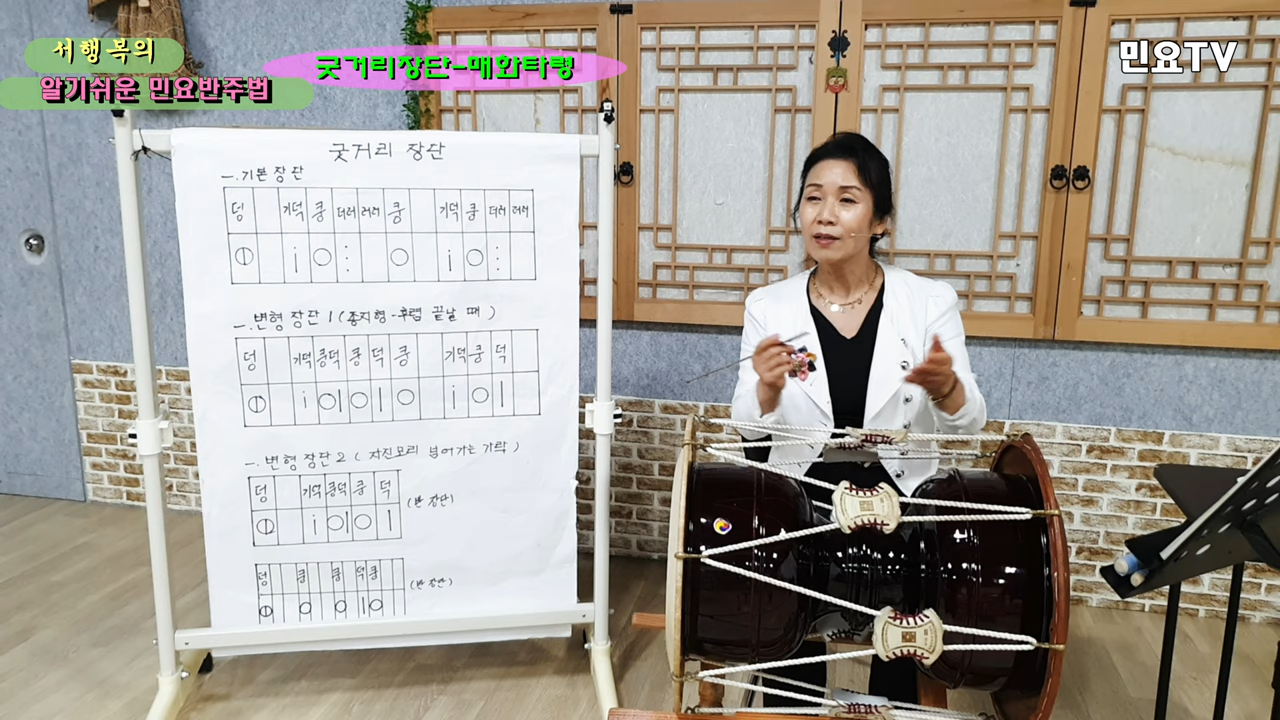 서행복의
알기쉬운 민요반주법
굿거리장단-매화타령
민요TV
굿거리 장단
一.기본장단
덩 기덕 쿵 더러 러러 쿵 기덕 쿵 더러 러러
一.변형장단1(종지형-후렴 끝날 때)
덩 기덕 쿵덕 쿵 덕 쿵 기덕 쿵 덕
一.변형장단2(자진모리 넘어가는 가락)
덩 기덕 쿵덕 쿵 덕
(반 장단)
덩 쿵 쿵 덕쿵
(반 장단)